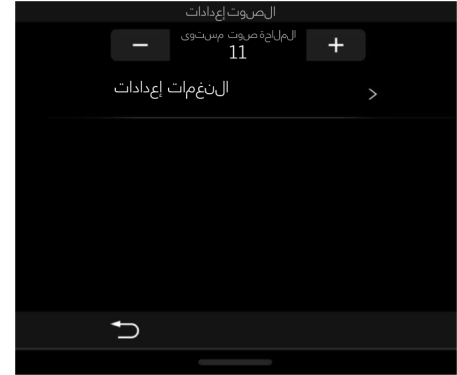 الصوت إعدادات
الملاحة صوت مستوى
11
النغمات إعدادات